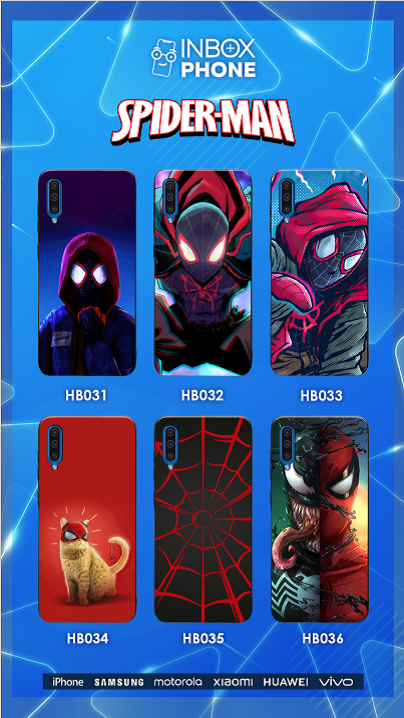 INBOX
PHONE
SPIDER-MAN
HB031 HB032 HB033
HB034 HB035 HB036
iPhone SAMSUNG motorola xiaomi HUAWEI vivo